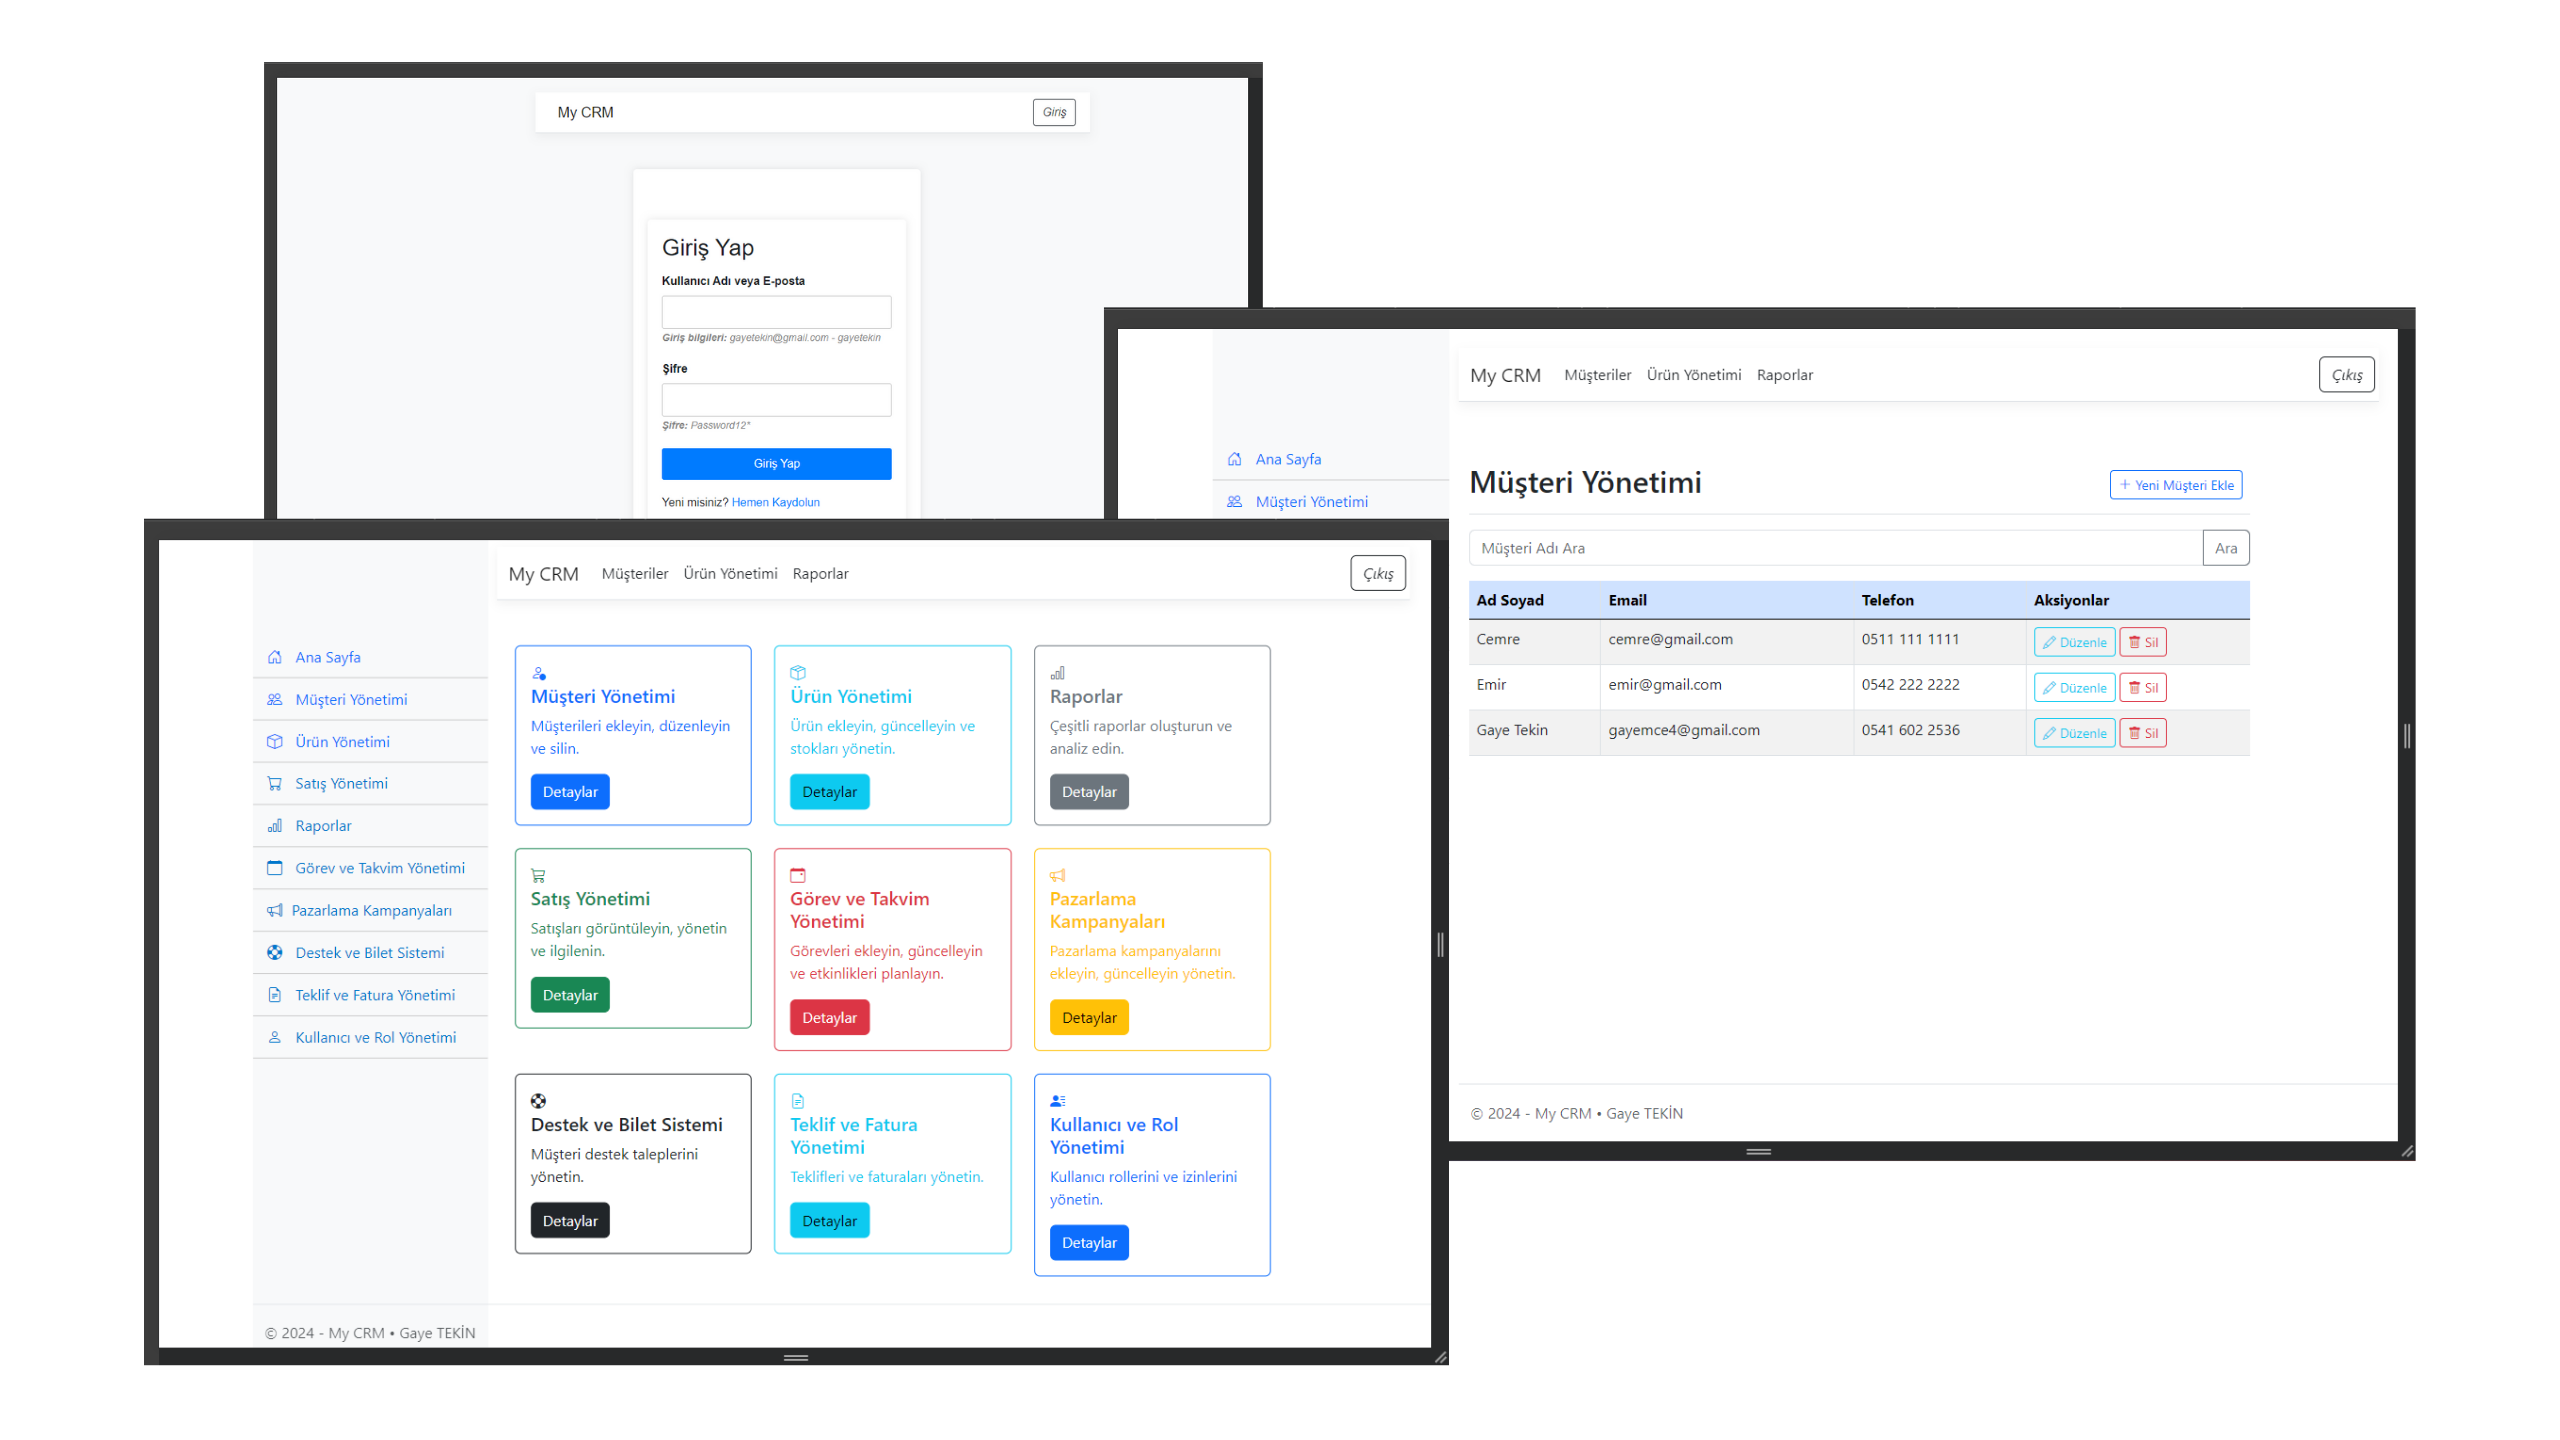 My CRM
Giriş
Giriş Yap
Kullanıcı Adı veya E-posta
Giriş bilgileri: gayetekin@gmail.com - gayetekin
Şifre
Şifre: Password12*
Giriş Yap
Yeni misiniz? Hemen Kaydolun
Ana Sayfa
Müşteri Yönetimi
My CRM Müşteriler Ürün Yönetimi Raporlar
Çıkış
Müşteri Yönetimi
+ Yeni Müşteri Ekle
Müşteri Adı Ara
Ara
Ad Soyad Email Telefon Aksiyonlar
Cemre cemre@gmail.com 0511 111 1111 Düzenle Sil
Emir emir@gmail.com 0542 222 2222 Düzenle Sil
Gaye Tekin gayemce4@gmail.com 0541 602 2536 Düzenle Sil
© 2024 - My CRM • Gaye TEKİN
My CRM Müşteriler Ürün Yönetimi Raporlar
Çıkış
Ana Sayfa
Müşteri Yönetimi
Ürün Yönetimi
Satış Yönetimi
Raporlar
Görev ve Takvim Yönetimi
Pazarlama Kampanyaları
Destek ve Bilet Sistemi
Teklif ve Fatura Yönetimi
Kullanıcı ve Rol Yönetimi
Müşteri Yönetimi
Müşterileri ekleyin, düzenleyin
ve silin.
Detaylar
Ürün Yönetimi
Ürün ekleyin, güncelleyin ve
stokları yönetin.
Detaylar
Raporlar
Çeşitli raporlar oluşturun ve
analiz edin.
Detaylar
Satış Yönetimi
Satışları görüntüleyin, yönetin
ve ilgilenin.
Detaylar
Görev ve Takvim
Yönetimi
Görevleri ekleyin, güncelleyin
ve etkinlikleri planlayın.
Detaylar
Pazarlama
Kampanyaları
Pazarlama kampanyalarını
ekleyin, güncelleyin yönetin.
Detaylar
Destek ve Bilet Sistemi
Müşteri destek taleplerini
yönetin.
Detaylar
Teklif ve Fatura
Yönetimi
Teklifleri ve faturaları yönetin.
Detaylar
Kullanıcı ve Rol
Yönetimi
Kullanıcı rollerini ve izinlerini
yönetin.
Detaylar
© 2024 - My CRM • Gaye TEKİN